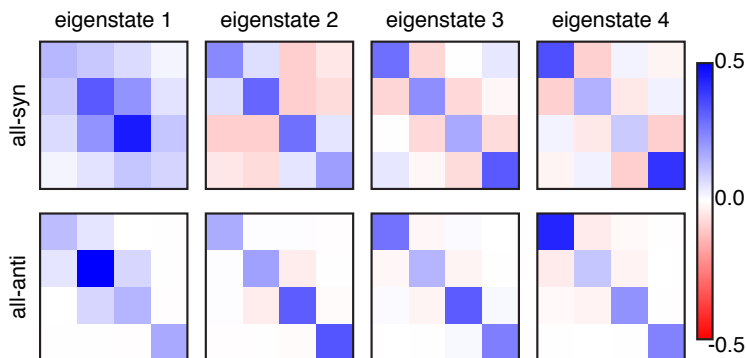 eigenstate 1 eigenstate 2 eigenstate 3 eigenstate 4
all-syn
all-anti
0.5
0.0
-0.5